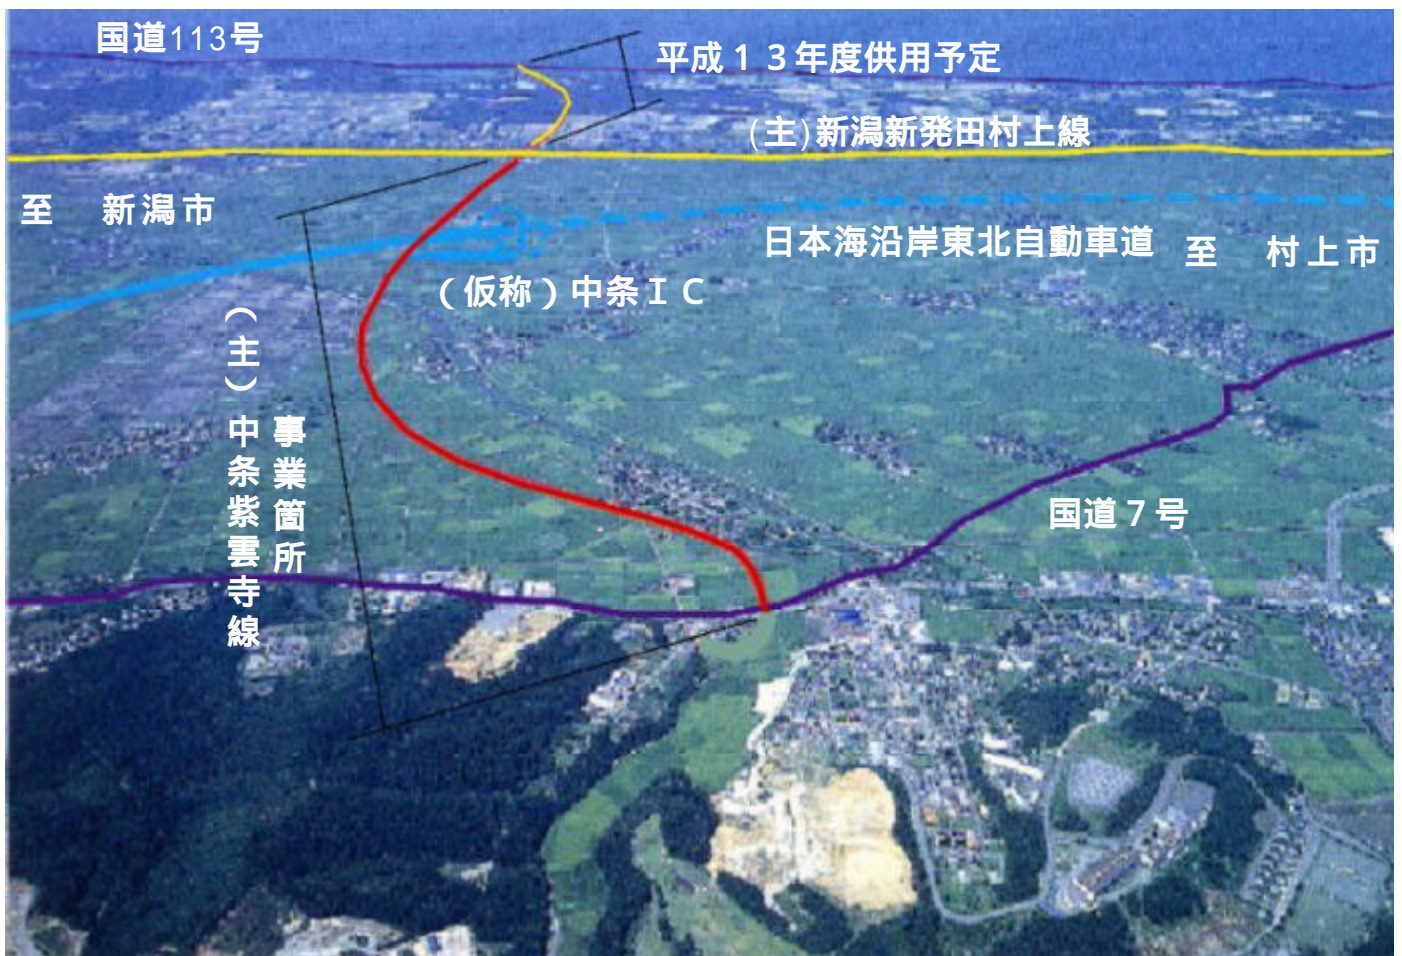 国道113号
平成１３年度供用予定
(主)新潟新発田村上線
至　新潟市
日本海沿岸東北自動車道
至　村上市
（仮称）中条ＩＣ
（主）中条紫雲寺線
事業箇所
国道７号